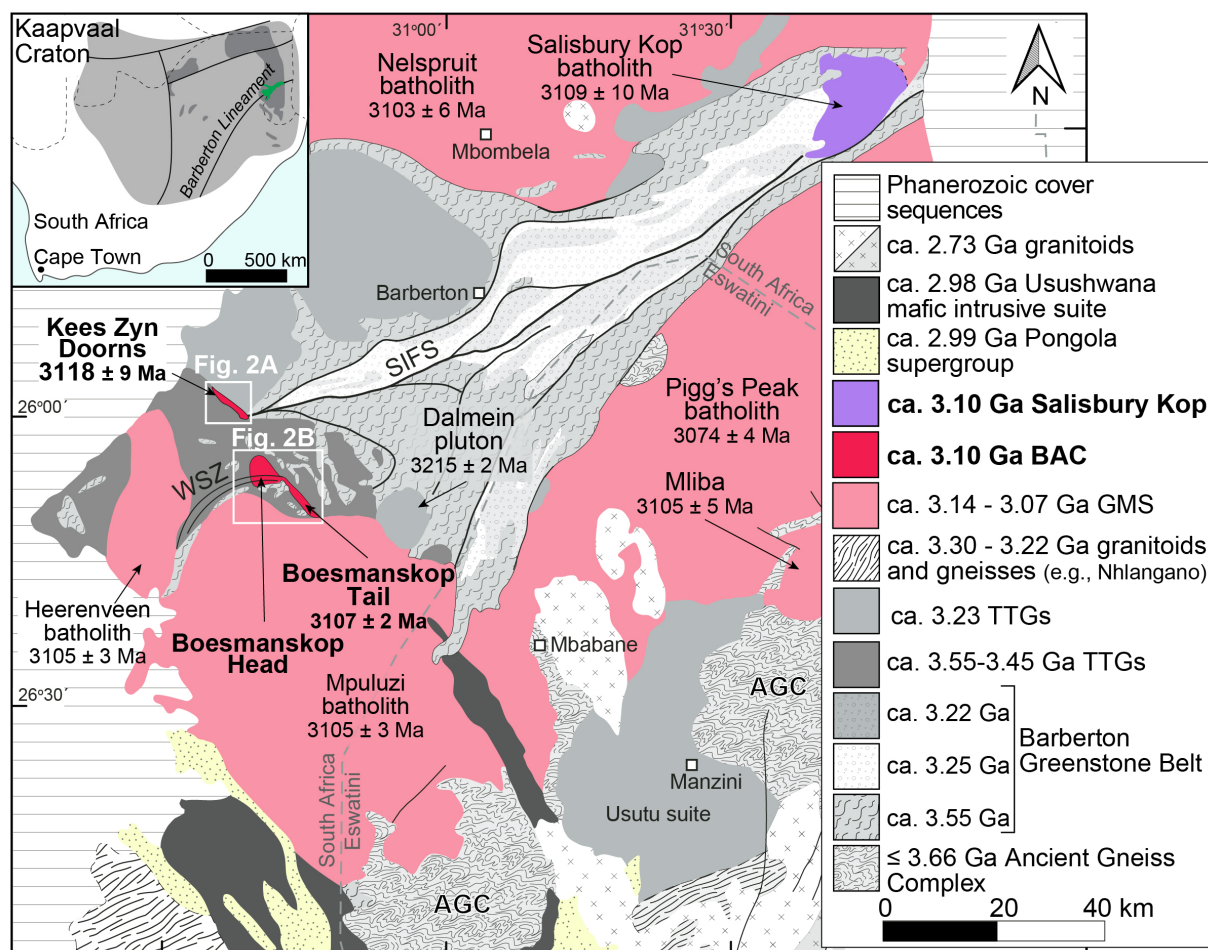 Kaapvaal
Craton
Barberton Lineament
South Africa
Cape Town
0 500 km
31°00´
31°30´
Nelspruit
batholith
3103 ± 6 Ma
Salisbury Kop
batholith
3109 ± 10 Ma
N
Mbombela
Barberton
South Africa
Eswatini
Kees Zyn
Doorns
3118 ± 9 Ma
Fig. 2A
SIFS
26°00´
Fig. 2B
WSZ
Dalmein
pluton
3215 ± 2 Ma
Pigg's Peak
batholith
3074 ± 4 Ma
Mliba
3105 ± 5 Ma
Boesmanskop
Tail
3107 ± 2 Ma
Heerenveen
batholith
3105 ± 3 Ma
Boesmanskop
Head
Mbabane
26°30´
Mpuluzi
batholith
3105 ± 3 Ma
AGC
Manzini
Usutu suite
South Africa
Eswatini
AGC
Phanerozoic cover
sequences
ca. 2.73 Ga granitoids
ca. 2.98 Ga Usushwana
mafic intrusive suite
ca. 2.99 Ga Pongola
supergroup
ca. 3.10 Ga Salisbury Kop
ca. 3.10 Ga BAC
ca. 3.14 - 3.07 Ga GMS
ca. 3.30 - 3.22 Ga granitoids
and gneisses (e.g., Nhlangano)
ca. 3.23 TTGs
ca. 3.55-3.45 Ga TTGs
ca. 3.22 Ga
ca. 3.25 Ga
ca. 3.55 Ga
Barberton
Greenstone Belt
≤ 3.66 Ga Ancient Gneiss
Complex
0 20 40 km